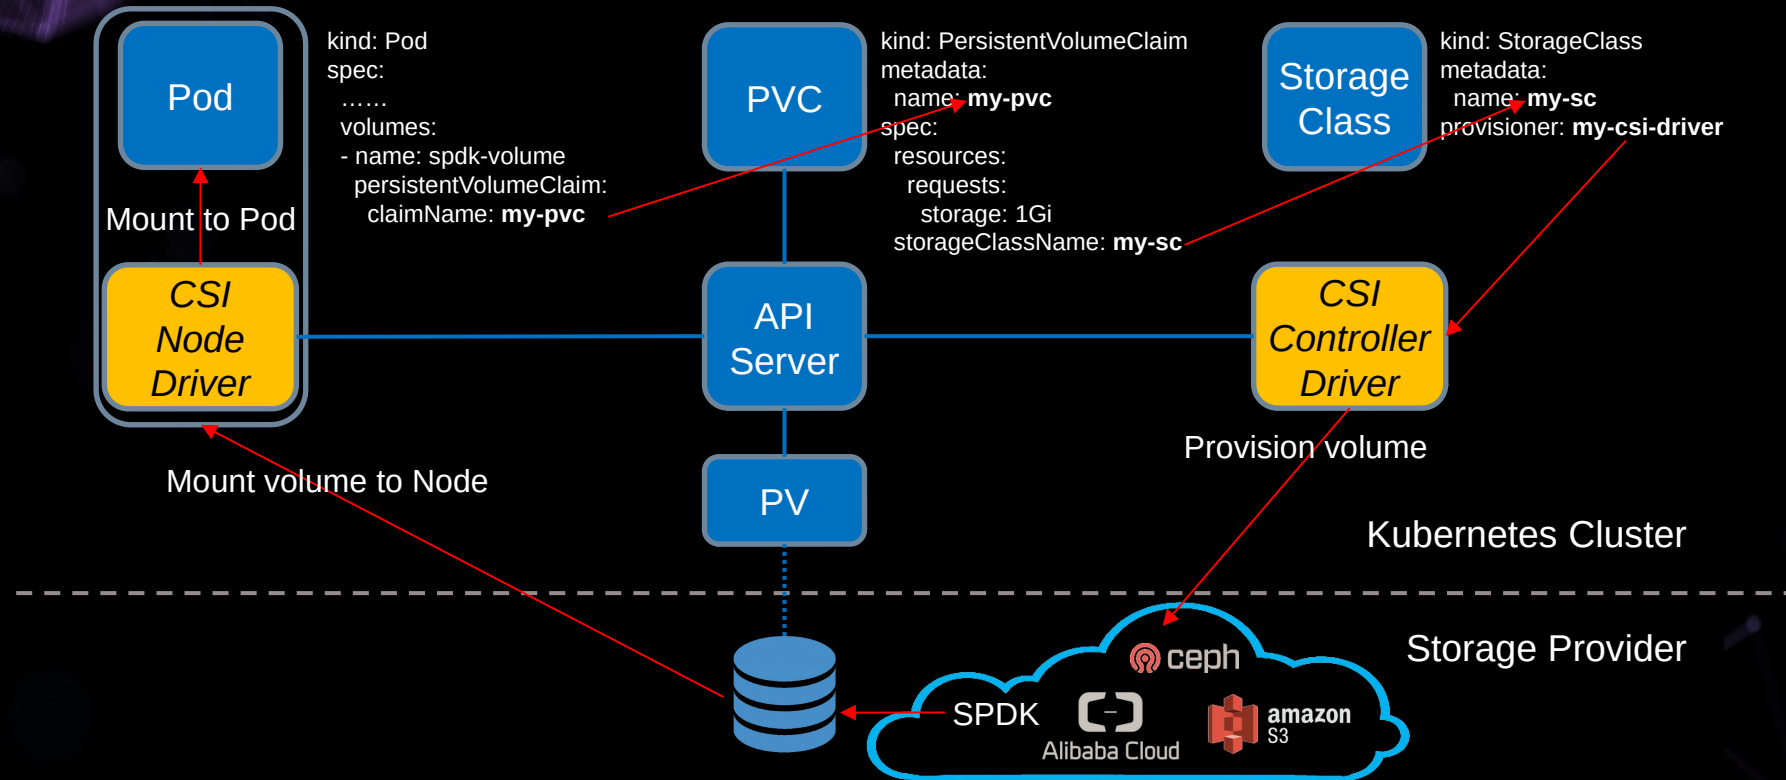 Pod
kind: Pod
spec:
……
volumes:
- name: spdk-volume
persistentVolumeClaim:
claimName: my-pvc
PVC
kind: PersistentVolumeClaim
metadata:
name: my-pvc
spec:
resources:
requests:
storage: 1Gi
storageClassName: my-sc
Storage
Class
kind: StorageClass
metadata:
name: my-sc
provisioner: my-csi-driver
Mount to Pod
CSI
Node
Driver
API
Server
CSI
Controller
Driver
Mount volume to Node
PV
Provision volume
Kubernetes Cluster
Storage Provider
ceph
SPDK
Alibaba Cloud
amazon
S3